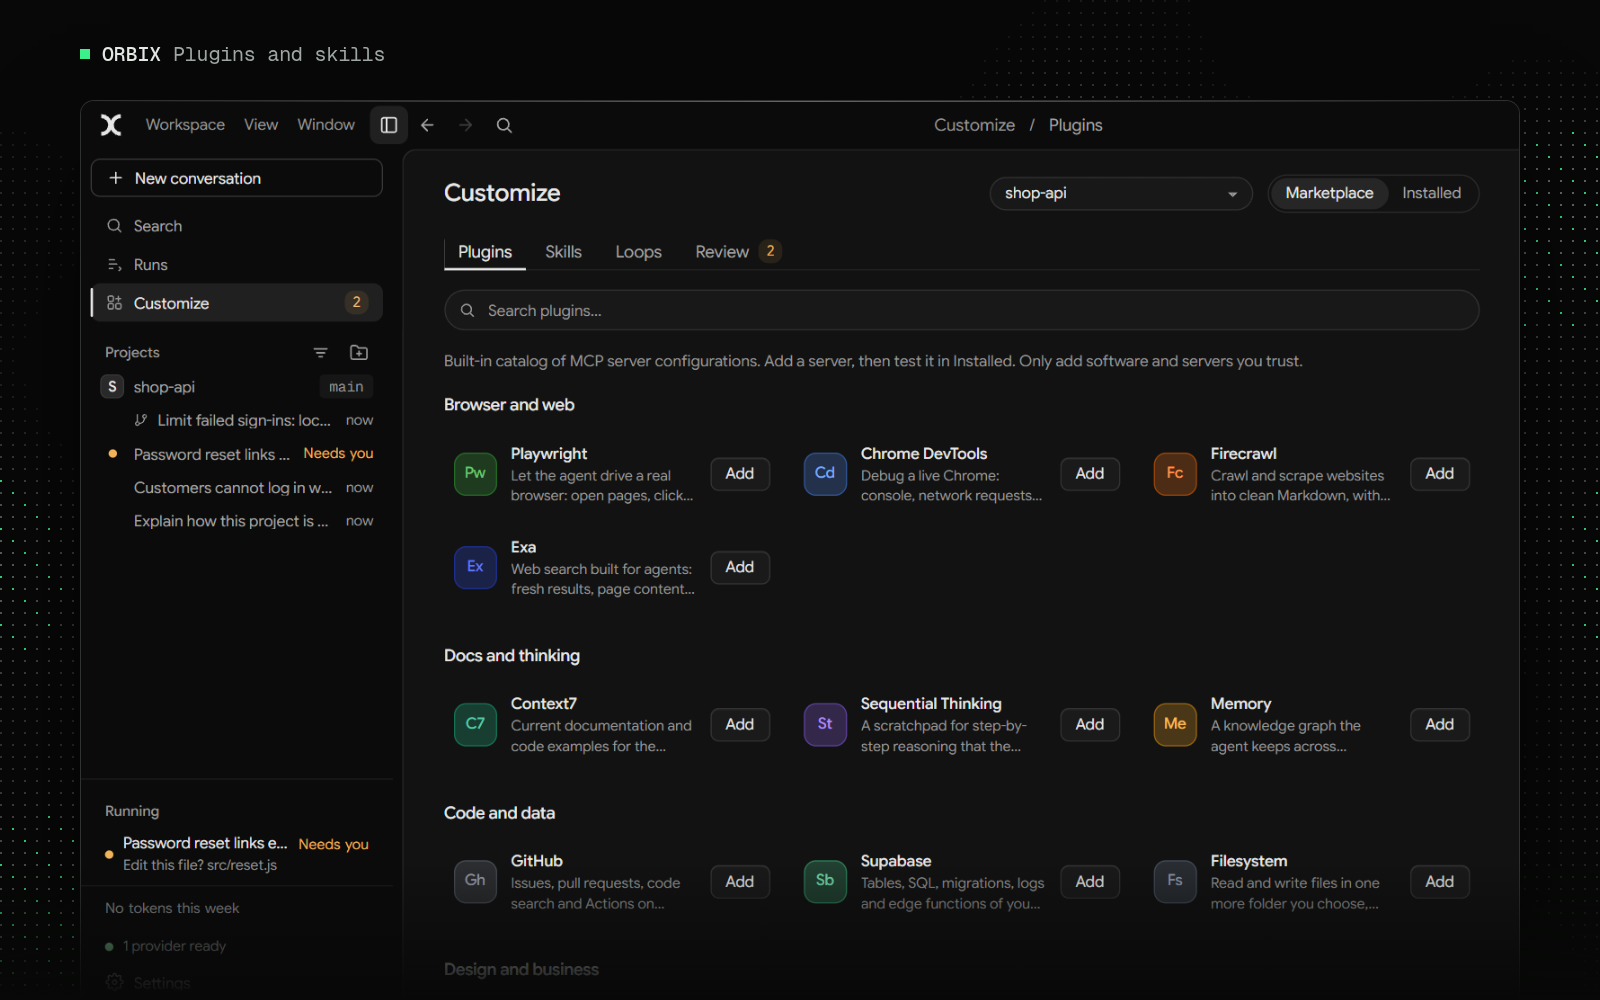 ORBIX Plugins and skills
Workspace View Window
Customize / Plugins
New conversation
Search
Runs
Customize 2
Projects
S shop-api main
Limit failed sign-ins: loc... now
Password reset links ... Needs you
Customers cannot log in w... now
Explain how this project is ... now
Running
Password reset links e... Needs you
Edit this file? src/reset.js
No tokens this week
1 provider ready
Settings
Customize
shop-api
Marketplace Installed
Plugins Skills Loops Review 2
Search plugins...
Built-in catalog of MCP server configurations. Add a server, then test it in Installed. Only add software and servers you trust.
Browser and web
Pw
Playwright
Let the agent drive a real
browser: open pages, click...
Add
Cd
Chrome DevTools
Debug a live Chrome:
console, network requests...
Add
Fc
Firecrawl
Crawl and scrape websites
into clean Markdown, with...
Add
Ex
Exa
Web search built for agents:
fresh results, page content...
Add
Docs and thinking
C7
Context7
Current documentation and
code examples for the...
Add
St
Sequential Thinking
A scratchpad for step-by-
step reasoning that the...
Add
Me
Memory
A knowledge graph the
agent keeps across...
Add
Code and data
Gh
GitHub
Issues, pull requests, code
search and Actions on...
Add
Sb
Supabase
Tables, SQL, migrations, logs
and edge functions of you...
Add
Fs
Filesystem
Read and write files in one
more folder you choose,...
Add
Design and business